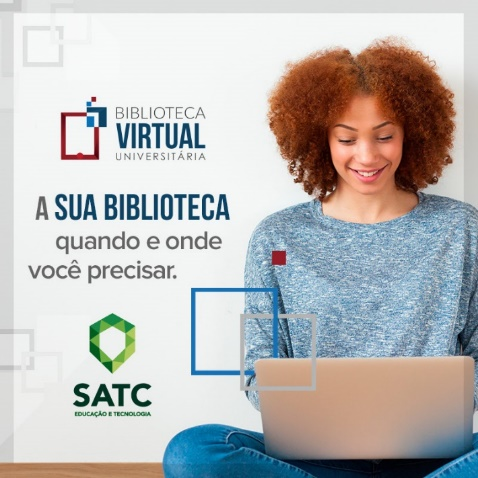 BIBLIOTECA
VIRTUAL
UNIVERSITÁRIA
A SUA BIBLIOTECA
quando e onde
você precisar.
SATC
EDUCAÇÃO E TECNOLOGIA